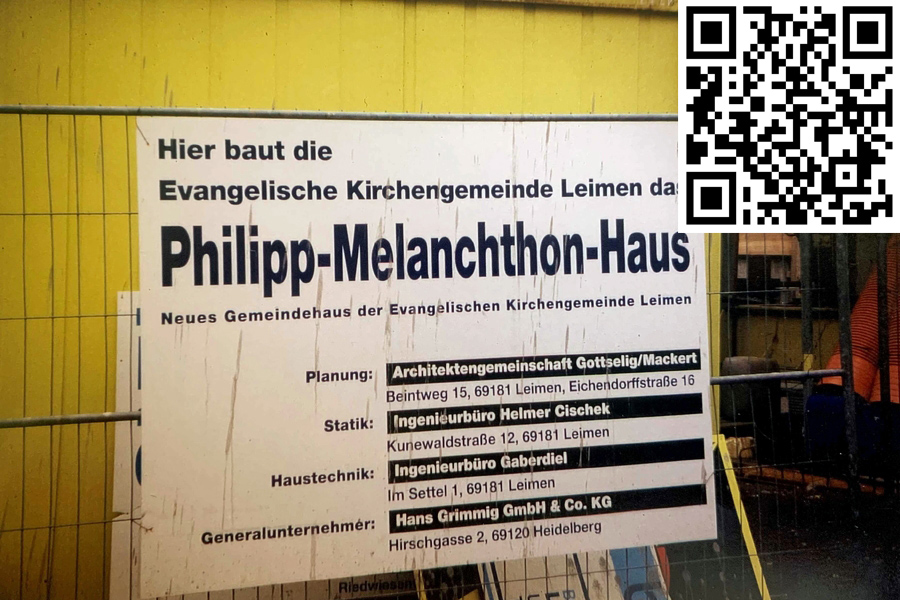 Hier baut die
Evangelische Kirchengemeinde Leimen das
Philipp-Melanchthon-Haus
Neues Gemeindehaus der Evangelischen Kirchengemeinde Leimen
Planung: Architektengemeinschaft Gottselig/Mackert
Beintweg 15, 69181 Leimen, Eichendorffstraße 16
Statik: Ingenieurbüro Helmer Cischek
Kunewaldstraße 12, 69181 Leimen
Haustechnik: Ingenieurbüro Gaberdiel
Im Settel 1, 69181 Leimen
Generalunternehmer: Hans Grimmig GmbH & Co. KG
Hirschgasse 2, 69120 Heidelberg
Riedwiesen